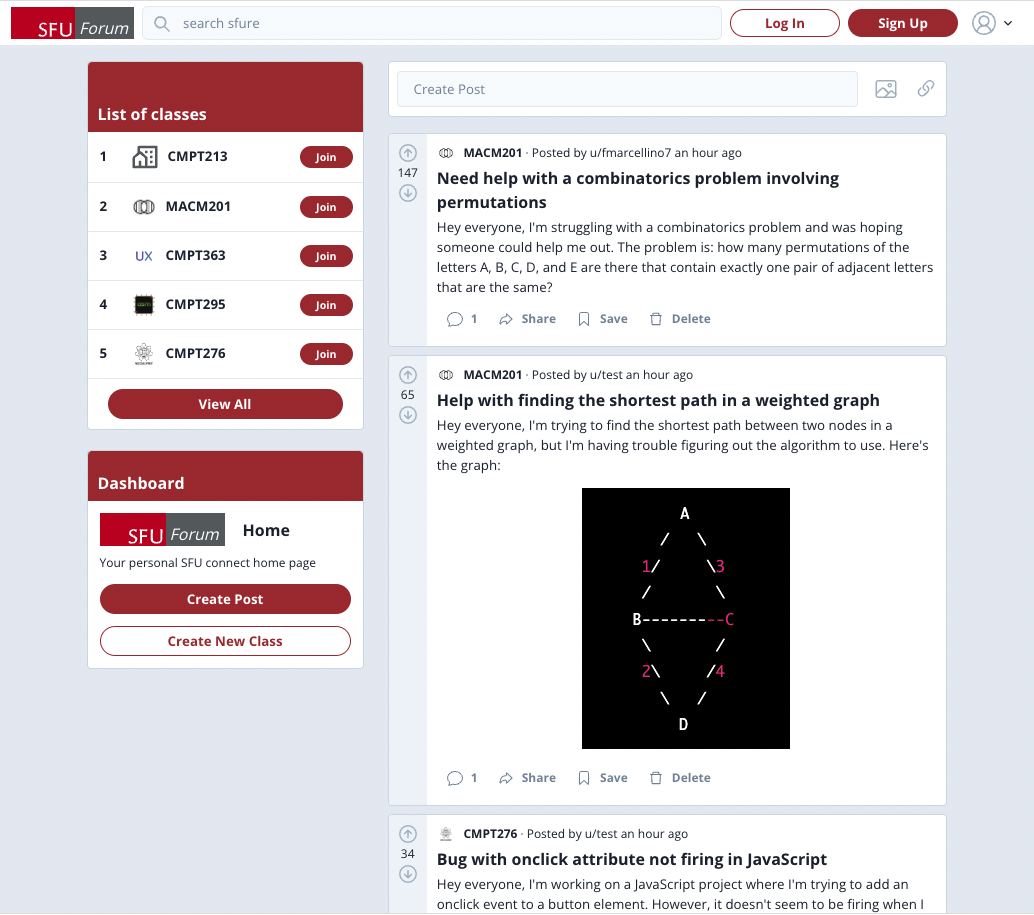 SFU Forum
search sfure
Log In
Sign Up
List of classes
1 CMPT213 Join
2 MACM201 Join
3 UX CMPT363 Join
4 CMPT295 Join
5 CMPT276 Join
View All
Dashboard
SFU Forum Home
Your personal SFU connect home page
Create Post
Create New Class
Create Post
147
MACM201 · Posted by u/fmarcellino7 an hour ago
Need help with a combinatorics problem involving
permutations
Hey everyone, I'm struggling with a combinatorics problem and was hoping
someone could help me out. The problem is: how many permutations of the
letters A, B, C, D, and E are there that contain exactly one pair of adjacent letters
that are the same?
1 Share Save Delete
65
MACM201 · Posted by u/test an hour ago
Help with finding the shortest path in a weighted graph
Hey everyone, I'm trying to find the shortest path between two nodes in a
weighted graph, but I'm having trouble figuring out the algorithm to use. Here's
the graph:
A
/ \
1/ \3
/ \
B---------C
\ /
2\ /4
\ /
D
1 Share Save Delete
34
CMPT276 · Posted by u/test an hour ago
Bug with onclick attribute not firing in JavaScript
Hey everyone, I'm working on a JavaScript project where I'm trying to add an
onclick event to a button element. However, it doesn't seem to be firing when I